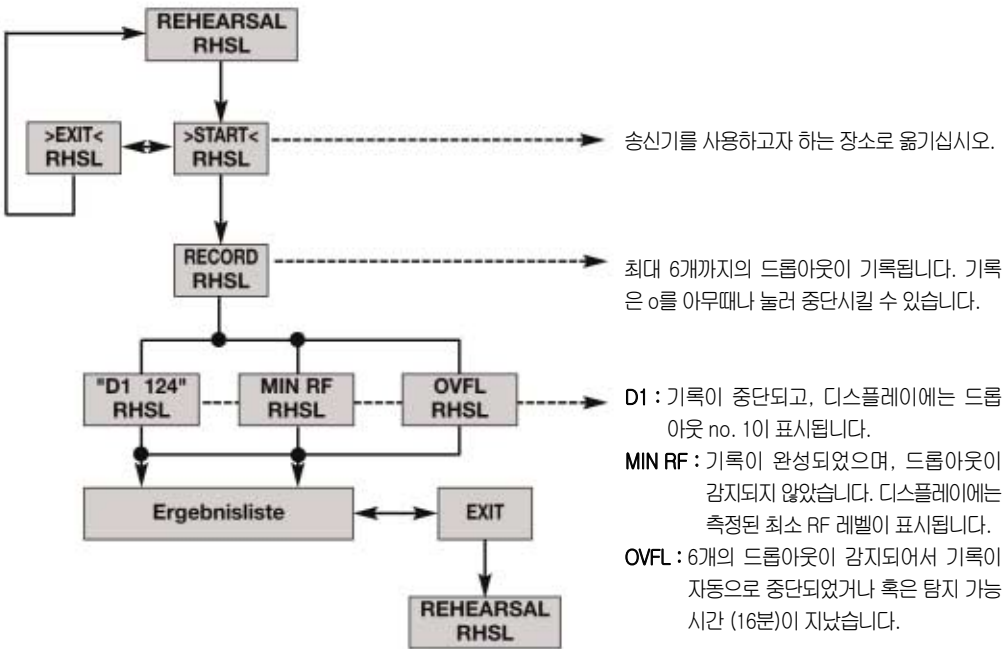 REHEARSAL
RHSL
>EXIT<
RHSL
>START<
RHSL
송신기를 사용하고자 하는 장소로 옮기십시오.
RECORD
RHSL
최대 6개까지의 드롭아웃이 기록됩니다. 기록
은 o를 아무때나 눌러 중단시킬 수 있습니다.
"D1 124"
RHSL
MIN RF
RHSL
OVFL
RHSL
D1 : 기록이 중단되고, 디스플레이에는 드롭
아웃 no. 1이 표시됩니다.
MIN RF : 기록이 완성되었으며, 드롭아웃이
감지되지 않았습니다. 디스플레이에는
측정된 최소 RF 레벨이 표시됩니다.
OVFL : 6개의 드롭아웃이 감지되어서 기록이
자동으로 중단되었거나 혹은 탐지 가능
시간 (16분)이 지났습니다.
Ergebnisliste
EXIT
REHEARSAL
RHSL